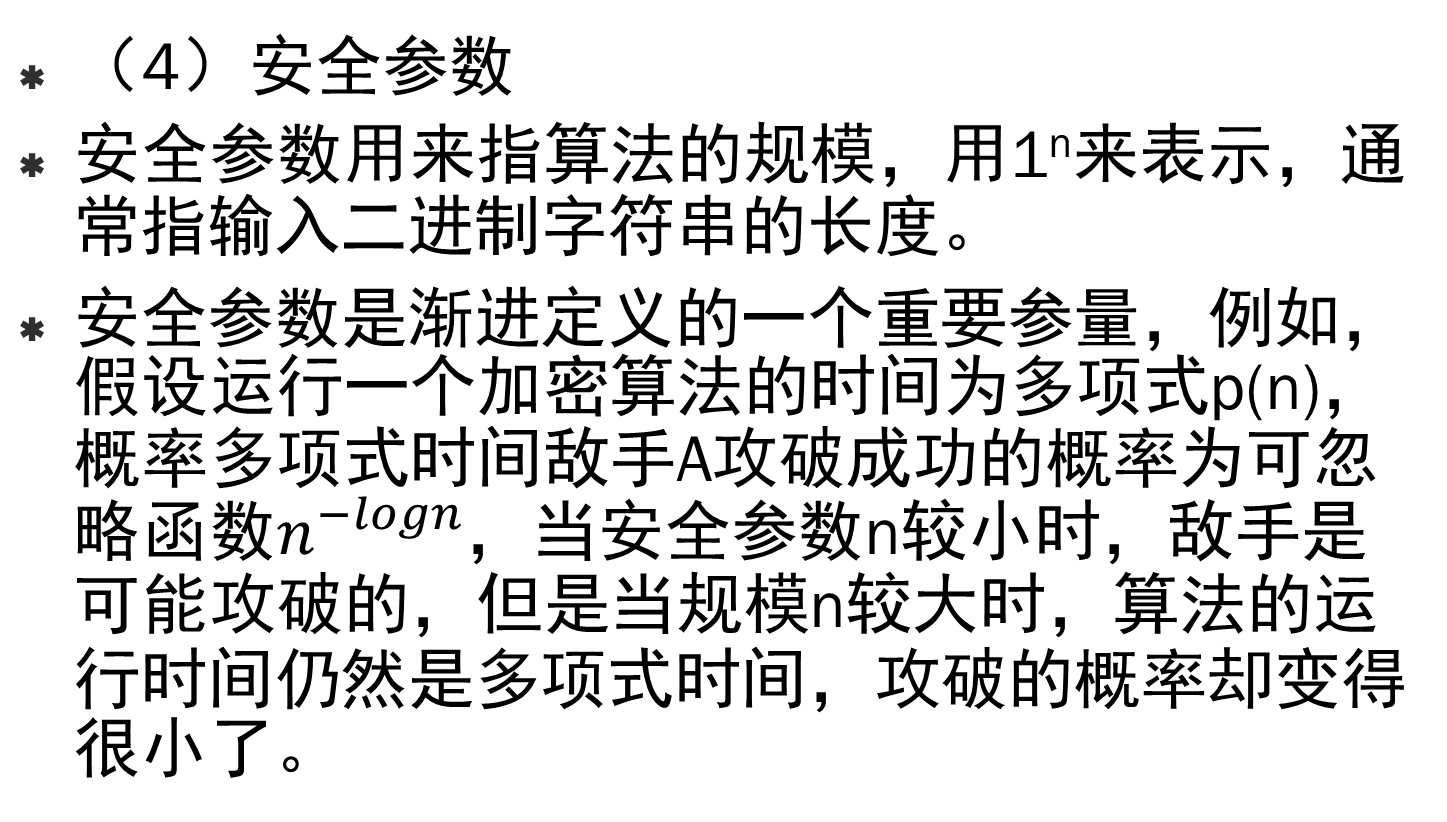 * （4）安全参数
* 安全参数用来指算法的规模，用1ⁿ来表示，通
常指输入二进制字符串的长度。
* 安全参数是渐进定义的一个重要参量，例如，
假设运行一个加密算法的时间为多项式p(n)，
概率多项式时间敌手A攻破成功的概率为可忽
略函数n^{-logn}，当安全参数n较小时，敌手是
可能攻破的，但是当规模n较大时，算法的运
行时间仍然是多项式时间，攻破的概率却变得
很小了。